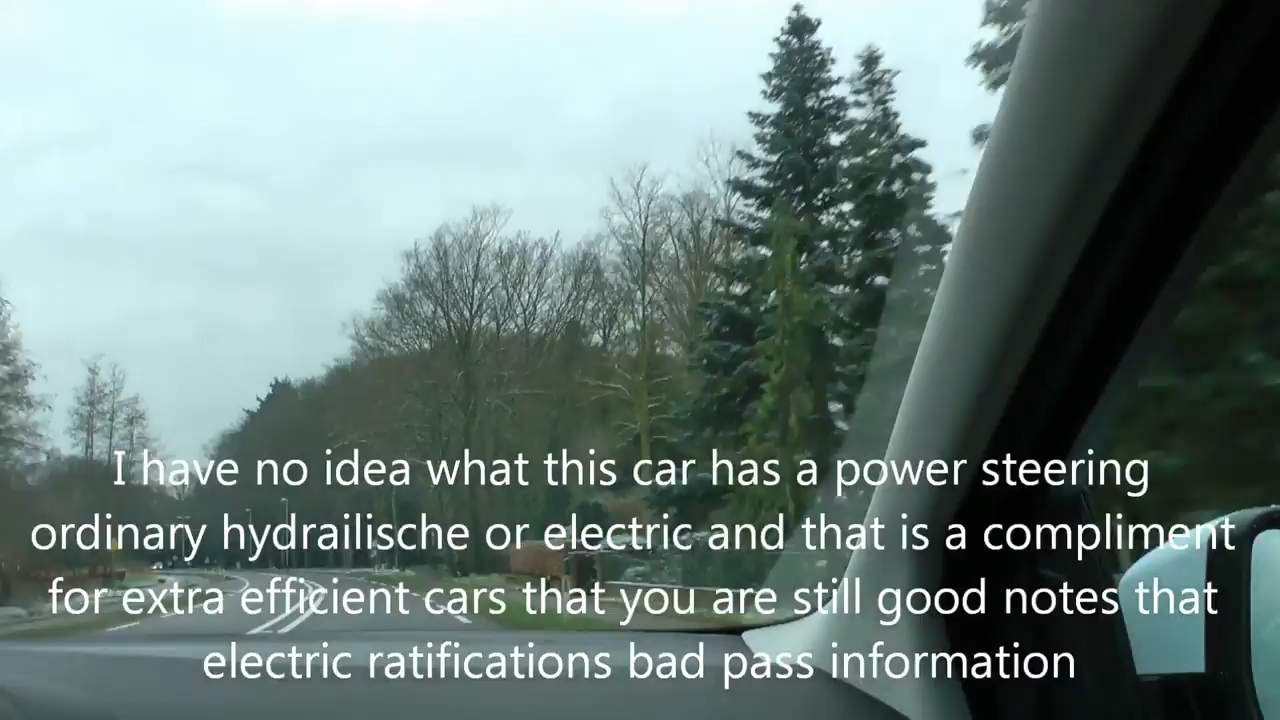 I have no idea what this car has a power steering
ordinary hydrailische or electric and that is a compliment
for extra efficient cars that you are still good notes that
electric ratifications bad pass information